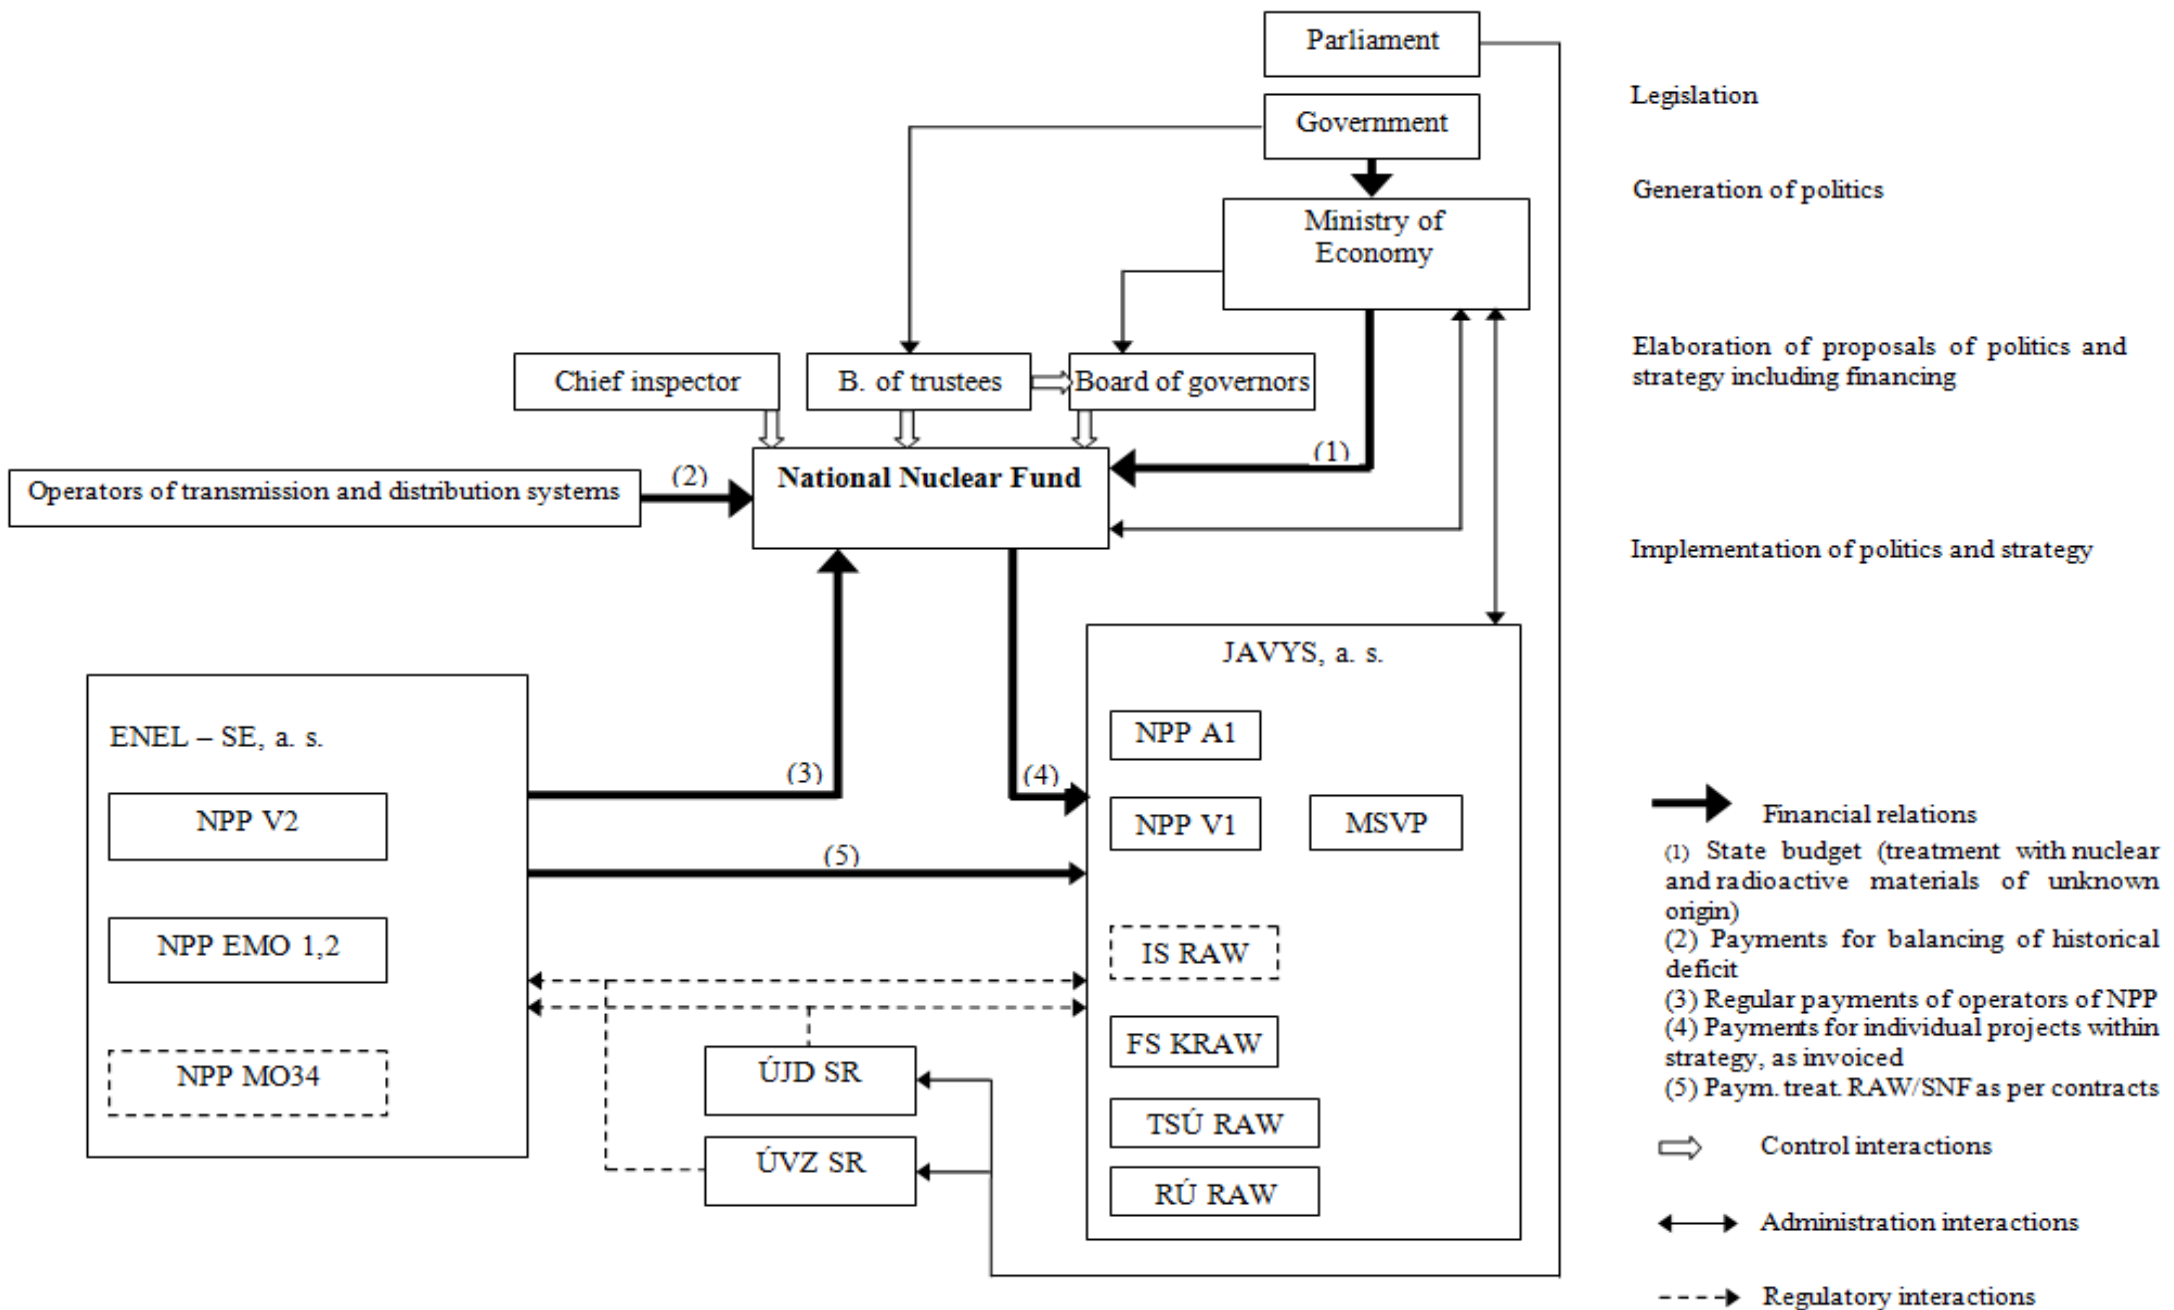 Parliament
Legislation
Government
Generation of politics
Ministry of
Economy
Elaboration of proposals of politics and
strategy including financing
Chief inspector
B. of trustees
Board of governors
(1)
National Nuclear Fund
(2)
Operators of transmission and distribution systems
Implementation of politics and strategy
JAVYS, a. s.
ENEL – SE, a. s.
NPP A1
(3)
(4)
NPP V2
NPP V1
MSVP
(5)
NPP EMO 1,2
IS RAW
FS KRAW
NPP MO34
ÚJD SR
TSÚ RAW
ÚVZ SR
RÚ RAW
Financial relations
(1) State budget (treatment with nuclear
and radioactive materials of unknown
origin)
(2) Payments for balancing of historical
deficit
(3) Regular payments of operators of NPP
(4) Payments for individual projects within
strategy, as invoiced
(5) Paym. treat. RAW/SNF as per contracts
Control interactions
Administration interactions
Regulatory interactions